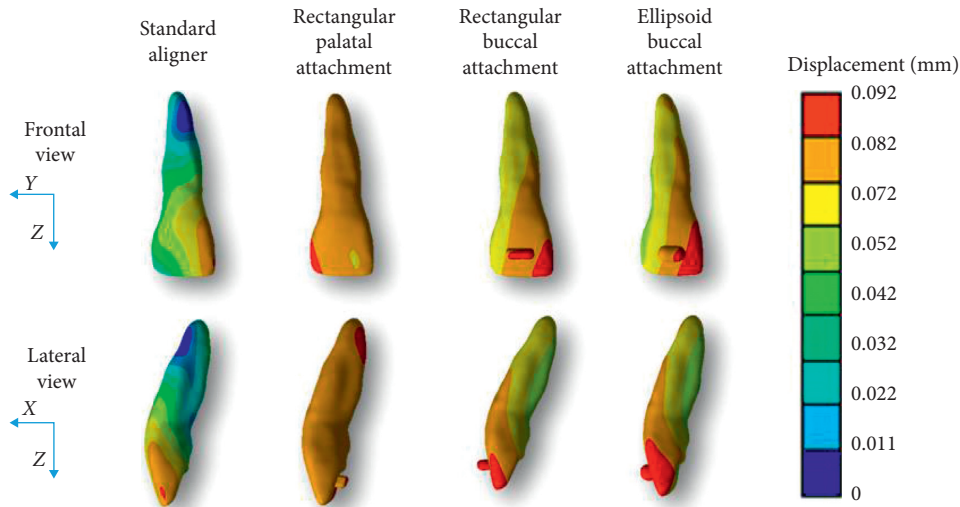 Standard
aligner
Rectangular
palatal
attachment
Rectangular
buccal
attachment
Ellipsoid
buccal
attachment
Displacement (mm)
Frontal
view
Y
Z
Lateral
view
X
Z
0.092
0.082
0.072
0.052
0.042
0.032
0.022
0.011
0